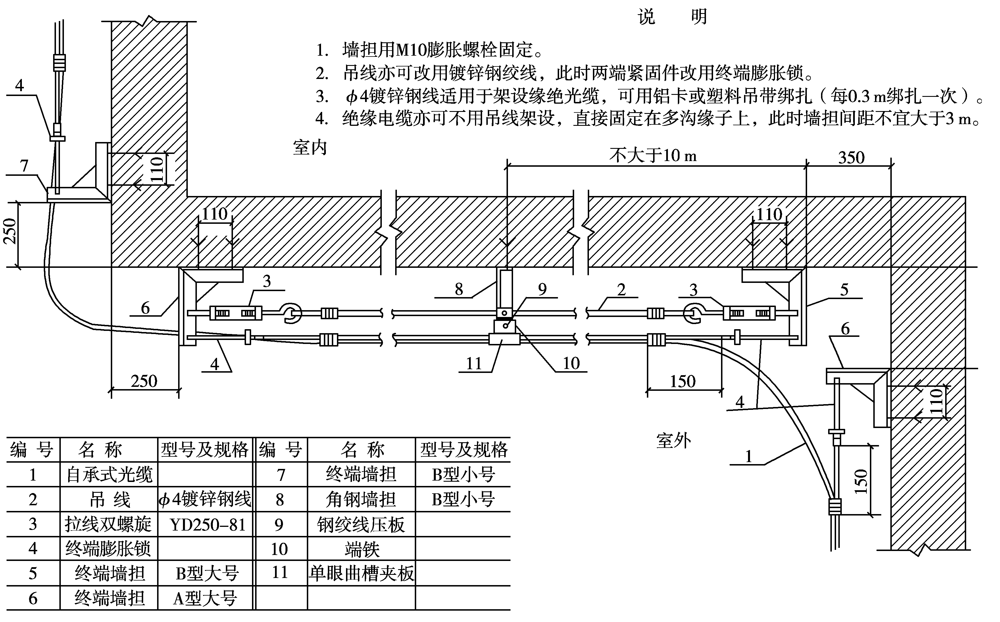 说 明
1. 墙担用M10膨胀螺栓固定。
2. 吊线亦可改用镀锌钢绞线，此时两端紧固件改用终端膨胀锁。
3. ϕ4镀锌钢线适用于架设缘绝光缆，可用铝卡或塑料吊带绑扎（每0.3 m绑扎一次）。
4. 绝缘电缆亦可不用吊线架设，直接固定在多沟缘子上，此时墙担间距不宜大于3 m。
室内
不大于10 m
350
4
7
110
250
110
110
3
8
9
2
3
5
6
6
4
11
10
250
150
4
110
室外
1
150
编 号 名 称 型号及规格 编 号 名 称 型号及规格
1 自承式光缆 7 终端墙担 B型小号
2 吊 线 ϕ4镀锌钢线 8 角钢墙担 B型小号
3 拉线双螺旋 YD250-81 9 钢绞线压板
4 终端膨胀锁 10 端铁
5 终端墙担 B型大号 11 单眼曲槽夹板
6 终端墙担 A型大号